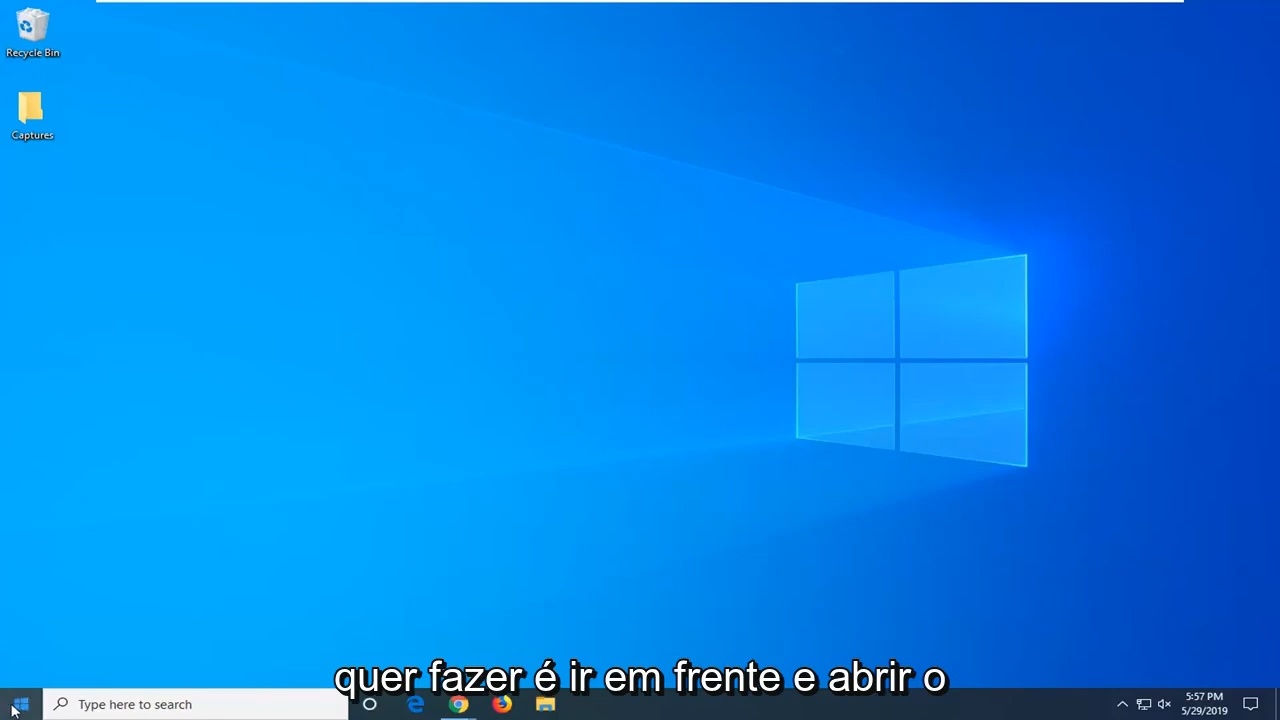 Recycle Bin
Captures
quer fazer é ir em frente e abrir o
Type here to search
5:57 PM
5/29/2019